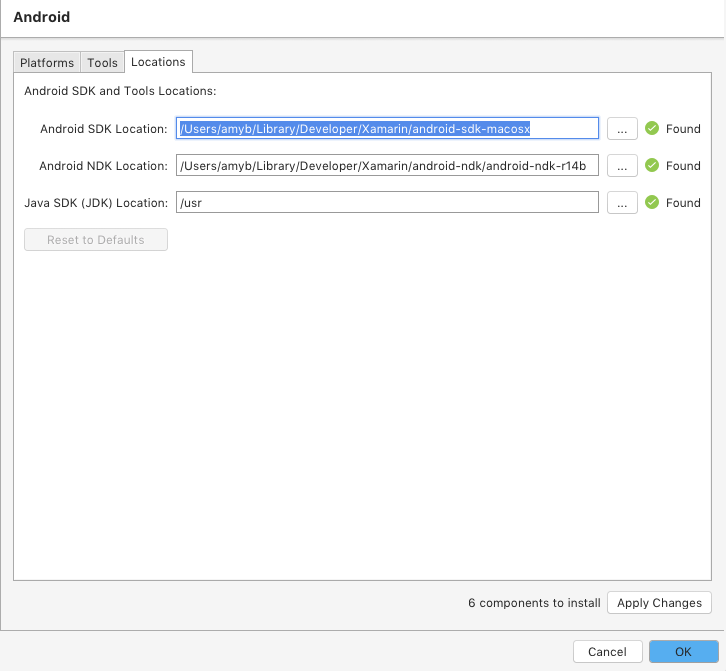 Android
Platforms Tools Locations
Android SDK and Tools Locations:
Android SDK Location: /Users/amyb/Library/Developer/Xamarin/android-sdk-macosx ... Found
Android NDK Location: /Users/amyb/Library/Developer/Xamarin/android-ndk/android-ndk-r14b ... Found
Java SDK (JDK) Location: /usr ... Found
Reset to Defaults
6 components to install Apply Changes
Cancel OK